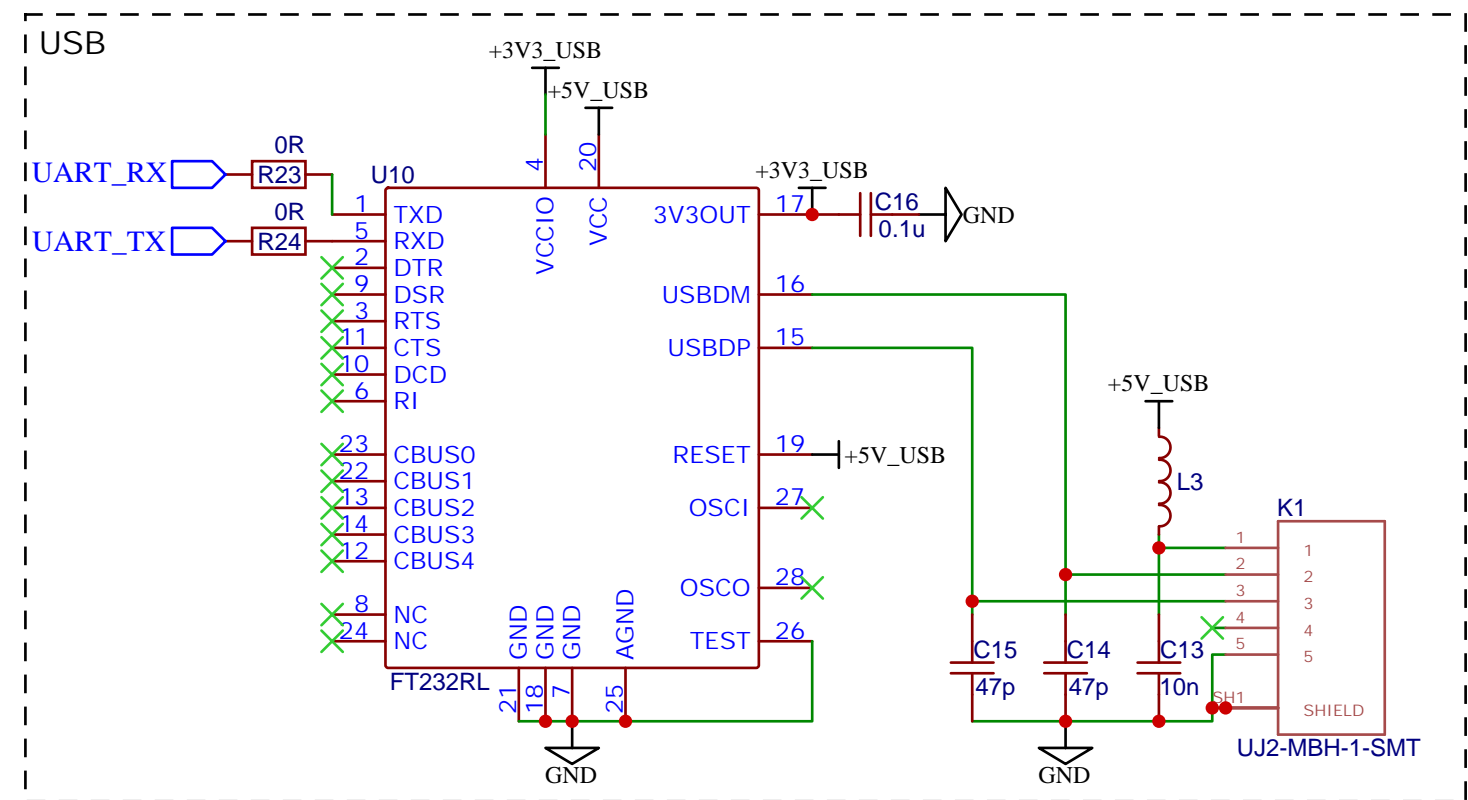 USB
+3V3_USB
+5V_USB
UART_RX
0R
R23
UART_TX
0R
R24
U10
4
20
VCCIO
VCC
1 TXD
5 RXD
2 DTR
9 DSR
3 RTS
11 CTS
10 DCD
6 RI
23 CBUS0
22 CBUS1
13 CBUS2
14 CBUS3
12 CBUS4
8 NC
24 NC
GND
GND
GND
AGND
21
18
7
25
FT232RL
GND
3V3OUT 17
+3V3_USB
C16
0.1u
GND
USBDM 16
USBDP 15
RESET 19
+5V_USB
OSCI 27
OSCO 28
TEST 26
+5V_USB
L3
C15
47p
C14
47p
C13
10n
GND
K1
1 1
2 2
3 3
4 4
5 5
SH1 SHIELD
UJ2-MBH-1-SMT